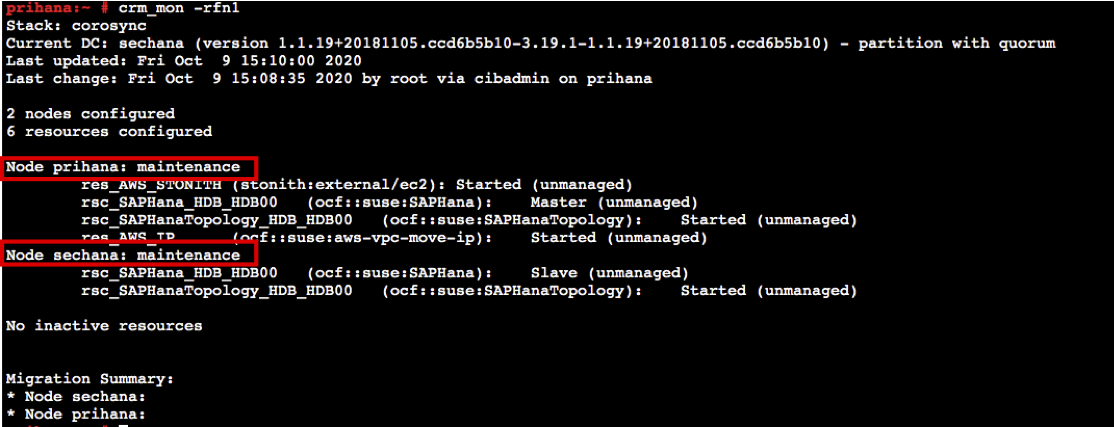 prihana:~ # crm_mon -rfn1
Stack: corosync
Current DC: sechana (version 1.1.19+20181105.ccd6b5b10-3.19.1-1.1.19+20181105.ccd6b5b10) - partition with quorum
Last updated: Fri Oct  9 15:10:00 2020
Last change: Fri Oct  9 15:08:35 2020 by root via cibadmin on prihana
2 nodes configured
6 resources configured
Node prihana: maintenance
res_AWS_STONITH (stonith:external/ec2): Started (unmanaged)
rsc_SAPHana_HDB_HDB00   (ocf::suse:SAPHana):    Master (unmanaged)
rsc_SAPHanaTopology_HDB_HDB00   (ocf::suse:SAPHanaTopology):    Started (unmanaged)
res_AWS_IP      (ocf::suse:aws-vpc-move-ip):    Started (unmanaged)
Node sechana: maintenance
rsc_SAPHana_HDB_HDB00   (ocf::suse:SAPHana):    Slave (unmanaged)
rsc_SAPHanaTopology_HDB_HDB00   (ocf::suse:SAPHanaTopology):    Started (unmanaged)
No inactive resources
Migration Summary:
* Node sechana:
* Node prihana: